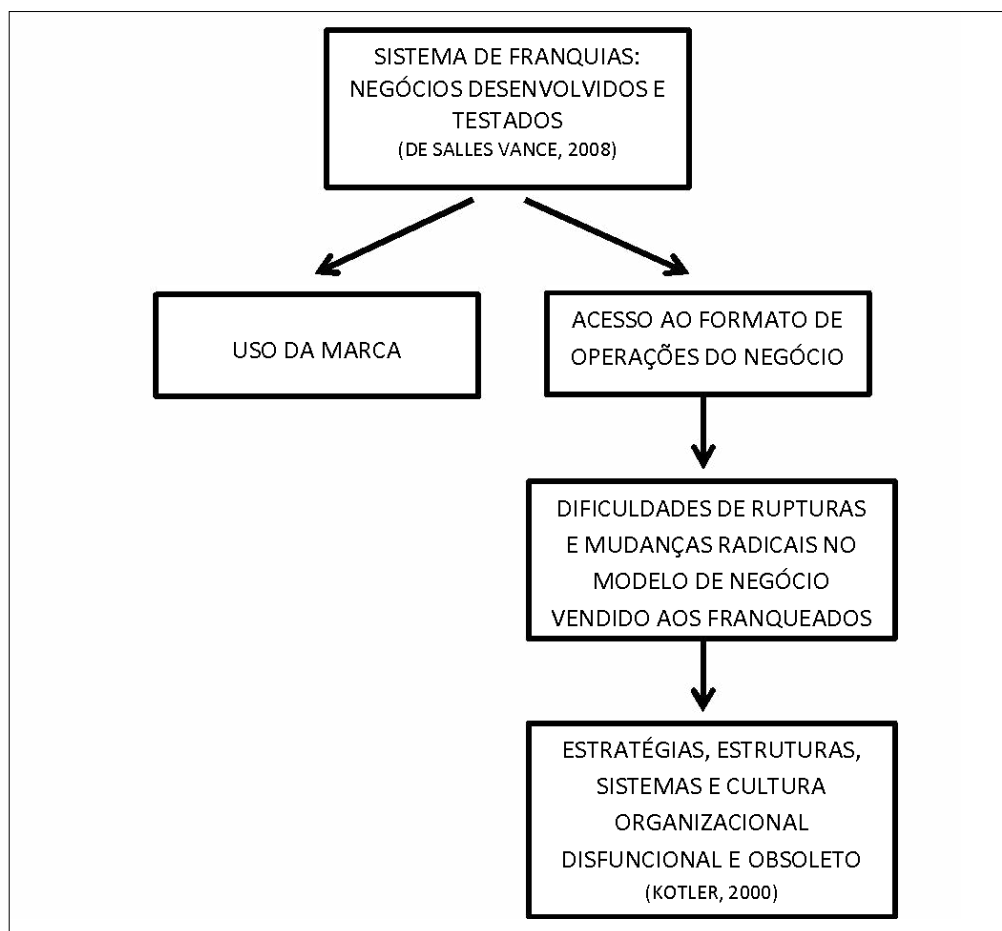 SISTEMA DE FRANQUIAS:
NEGÓCIOS DESENVOLVIDOS E
TESTADOS
(DE SALLES VANCE, 2008)
USO DA MARCA
ACESSO AO FORMATO DE
OPERAÇÕES DO NEGÓCIO
DIFICULDADES DE RUPTURAS
E MUDANÇAS RADICAIS NO
MODELO DE NEGÓCIO
VENDIDO AOS FRANQUEADOS
ESTRATÉGIAS, ESTRUTURAS,
SISTEMAS E CULTURA
ORGANIZACIONAL
DISFUNCIONAL E OBSOLETO
(KOTLER, 2000)